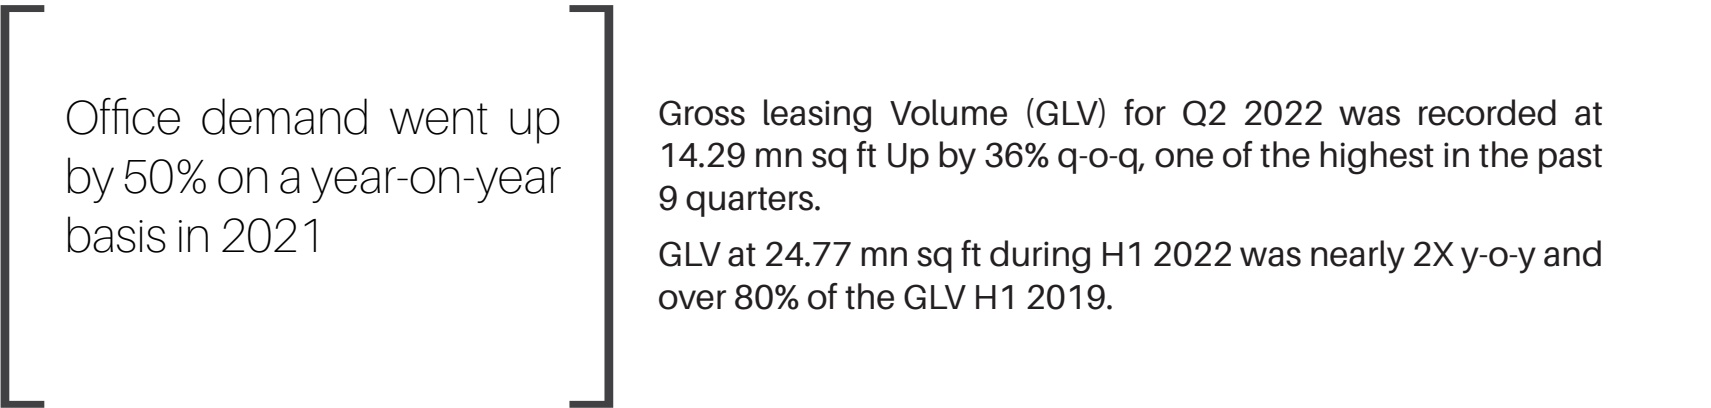 Office demand went up
by 50% on a year-on-year
basis in 2021
Gross leasing Volume (GLV) for Q2 2022 was recorded at
14.29 mn sq ft Up by 36% q-o-q, one of the highest in the past
9 quarters.
GLV at 24.77 mn sq ft during H1 2022 was nearly 2X y-o-y and
over 80% of the GLV H1 2019.